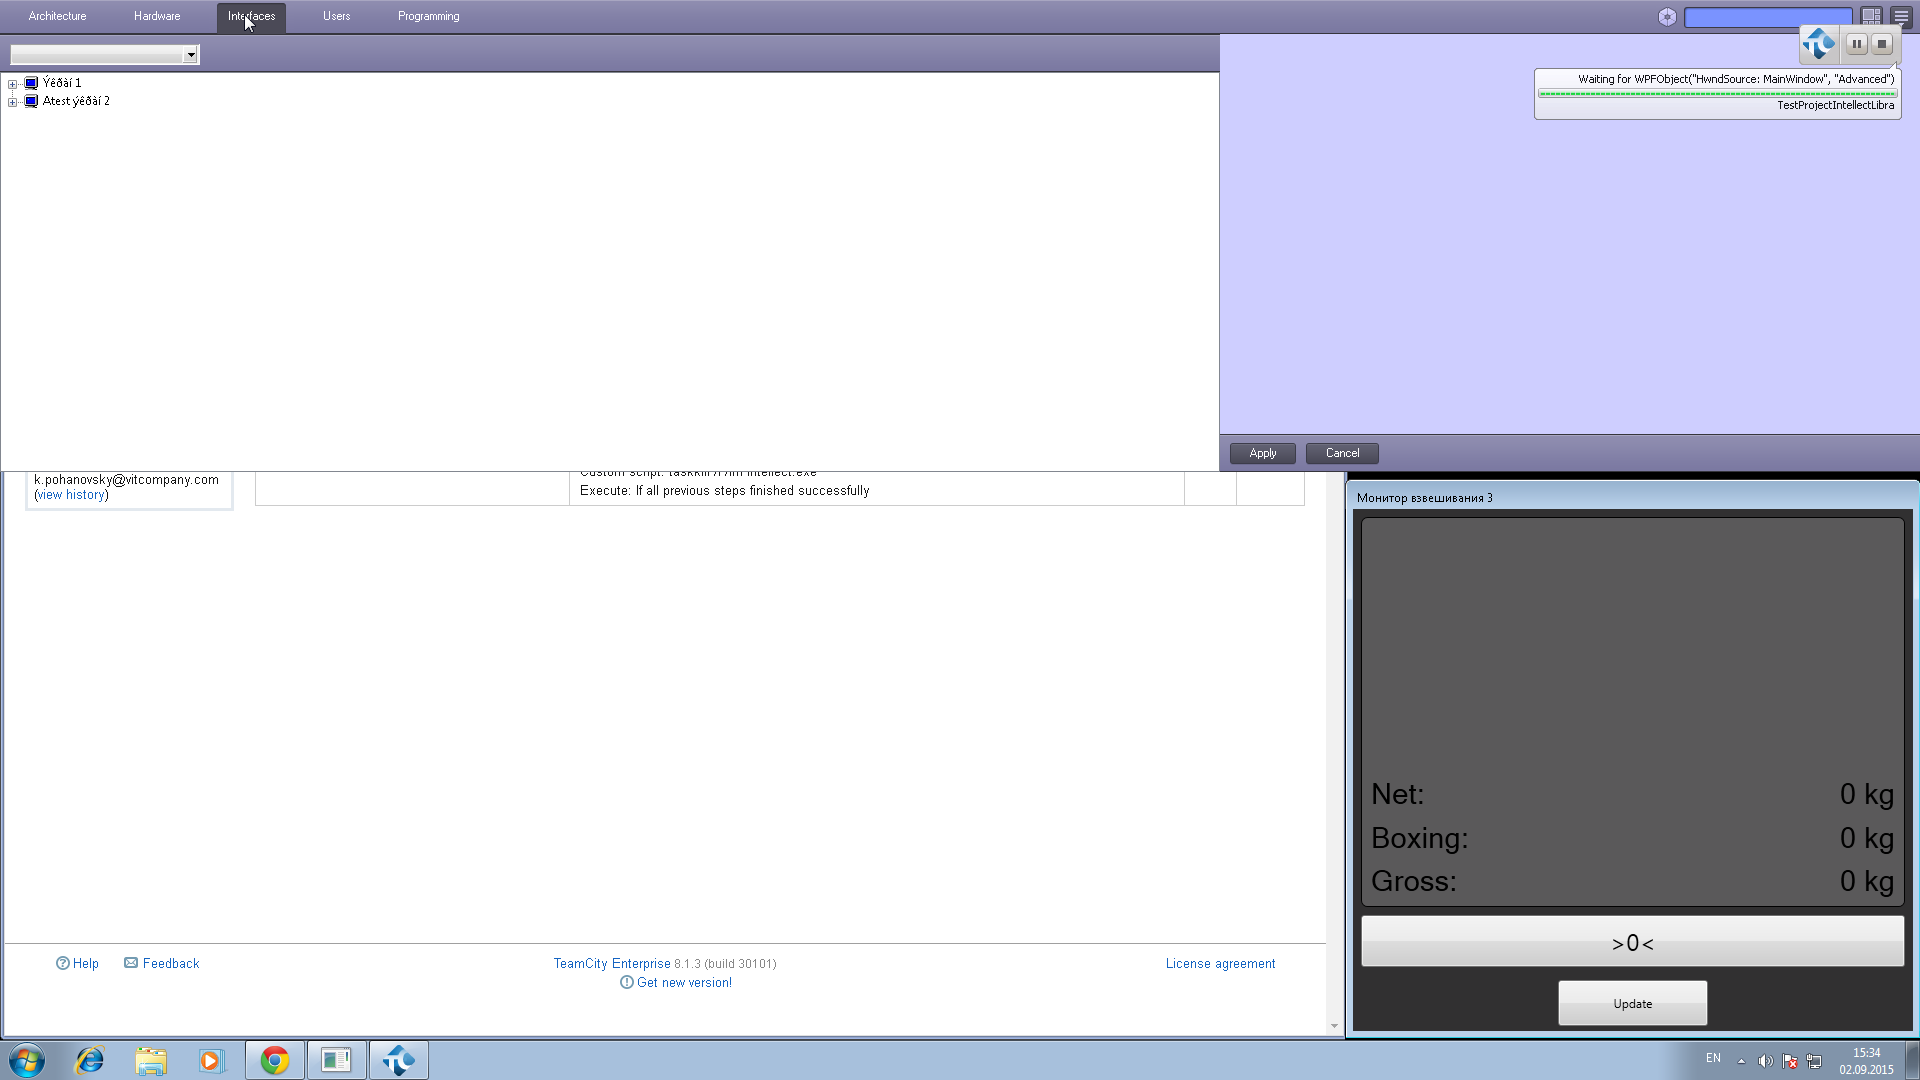 Architecture
Hardware
Interfaces
Users
Programming
Waiting for WPFObject("HwndSource: MainWindow", "Advanced")
TestProjectIntellectLibra
Ýêðàí 1
Atest ýêðàí 2
Apply
Cancel
k.pohanovsky@vitcompany.com
(view history)
Custom script: taskkill /F /im intellect.exe
Execute: If all previous steps finished successfully
Монитор взвешивания 3
Net: 0 kg
Boxing: 0 kg
Gross: 0 kg
>0<
Update
Help
Feedback
TeamCity Enterprise 8.1.3 (build 30101)
Get new version!
License agreement
EN
15:34
02.09.2015